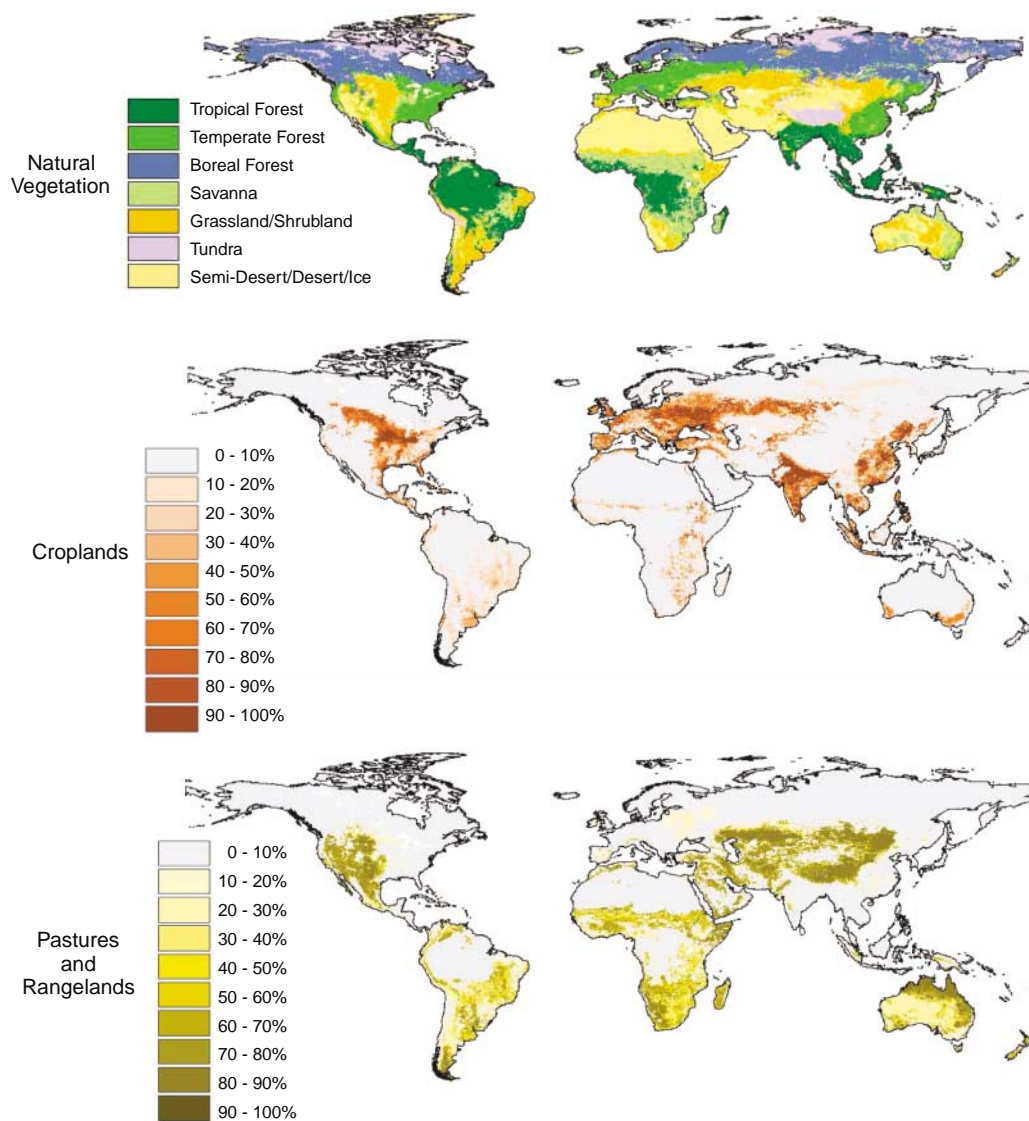 Natural
Vegetation
Tropical Forest
Temperate Forest
Boreal Forest
Savanna
Grassland/Shrubland
Tundra
Semi-Desert/Desert/Ice
Croplands
0 - 10%
10 - 20%
20 - 30%
30 - 40%
40 - 50%
50 - 60%
60 - 70%
70 - 80%
80 - 90%
90 - 100%
Pastures
and
Rangelands
0 - 10%
10 - 20%
20 - 30%
30 - 40%
40 - 50%
50 - 60%
60 - 70%
70 - 80%
80 - 90%
90 - 100%